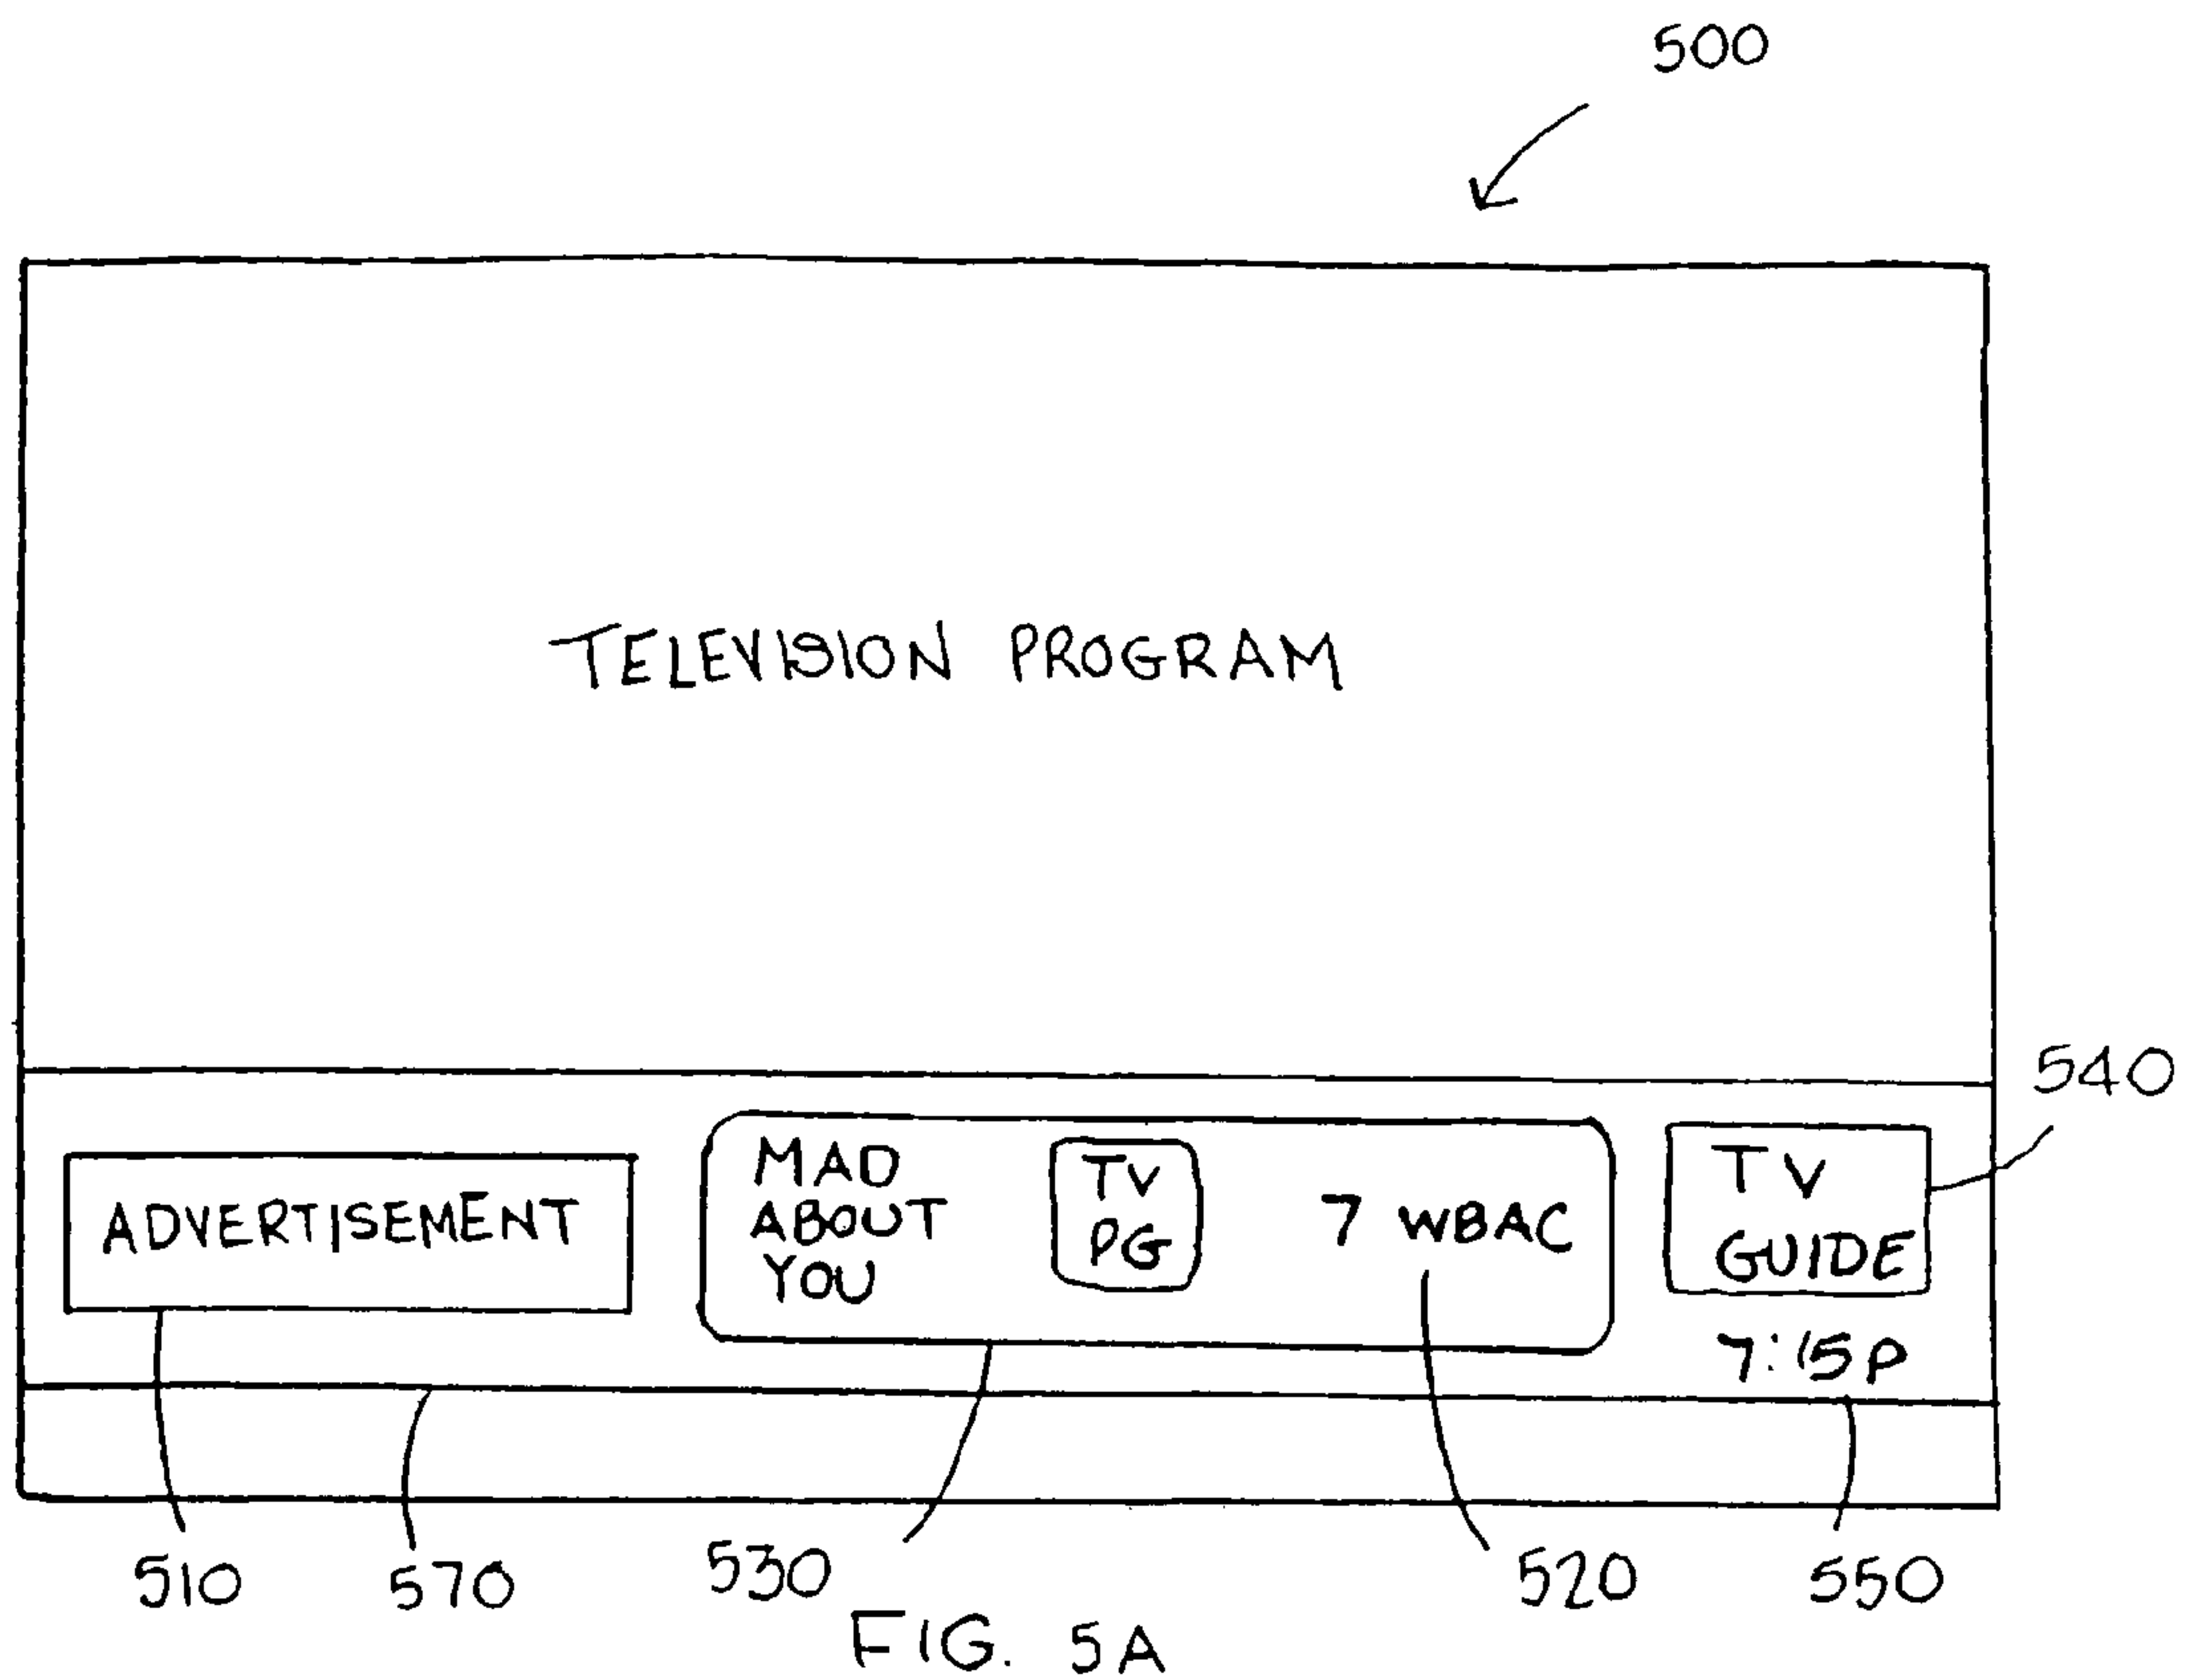 500
TELEVISION PROGRAM
540
ADVERTISEMENT
MAD
ABOUT
YOU
TV
PG
7 WBAC
TV
GUIDE
7:15P
510
570
530
520
550
FIG. 5A